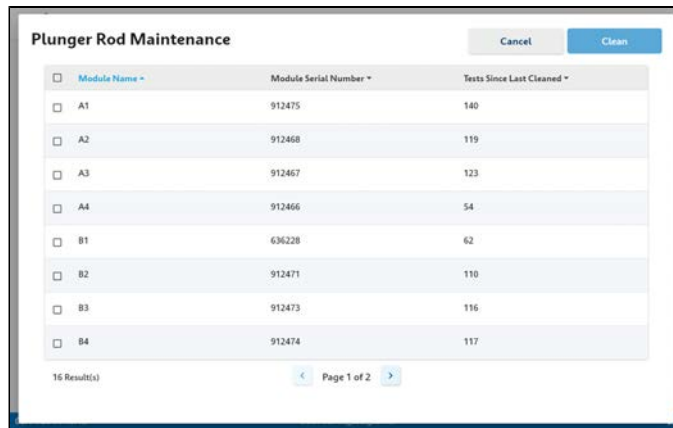 Plunger Rod Maintenance
Cancel
Clean
Module Name
Module Serial Number
Tests Since Last Cleaned
A1 912475 140
A2 912468 119
A3 912467 123
A4 912466 54
B1 636228 62
B2 912471 110
B3 912473 116
B4 912474 117
16 Result(s)
Page 1 of 2